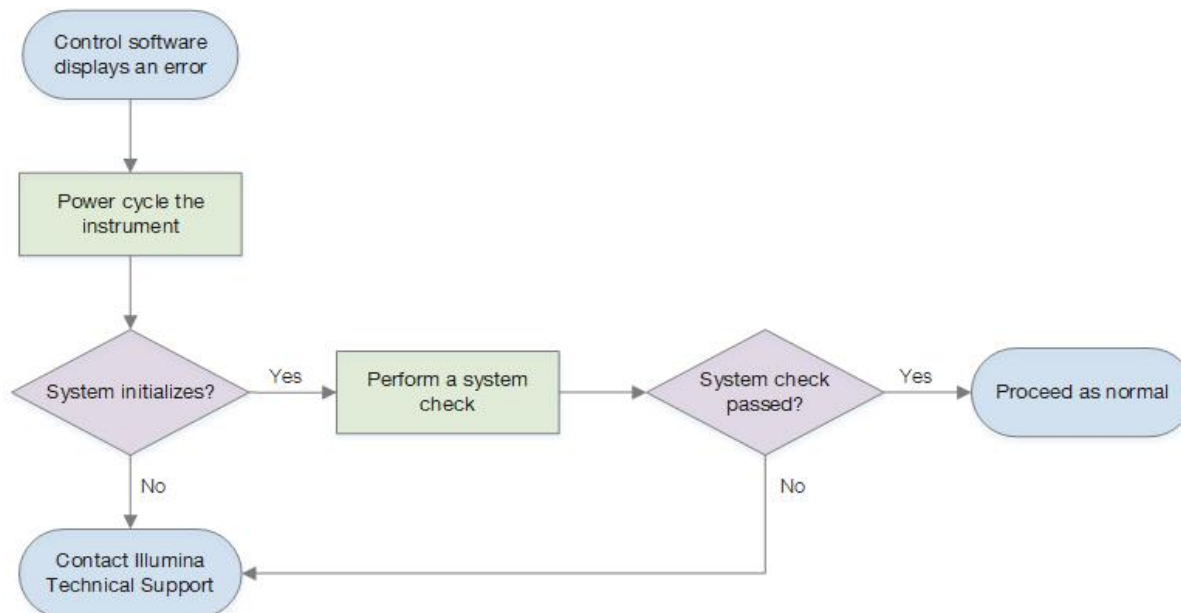 Control software
displays an error
Power cycle the
instrument
System initializes?
Yes
Perform a system
check
System check
passed?
Yes
Proceed as normal
No
No
Contact Illumina
Technical Support